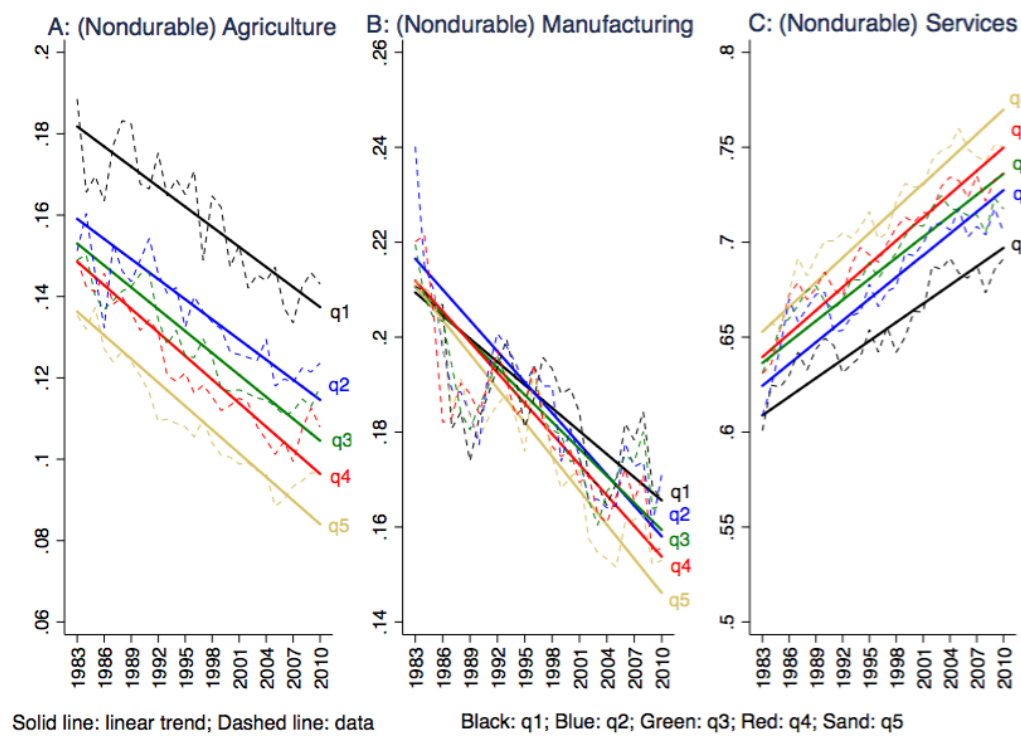 A: (Nondurable) Agriculture
.2
.18
.16
.14
.12
.1
.08
.06
q1
q2
q3
q4
q5
1983
1986
1989
1992
1995
1998
2001
2004
2007
2010
B: (Nondurable) Manufacturing
.26
.24
.22
.2
.18
.16
.14
q1
q2
q3
q4
q5
1983
1986
1989
1992
1995
1998
2001
2004
2007
2010
C: (Nondurable) Services
.8
.75
.7
.65
.6
.55
.5
q
q
q
q
q
1983
1986
1989
1992
1995
1998
2001
2004
2007
2010
Solid line: linear trend; Dashed line: data
Black: q1; Blue: q2; Green: q3; Red: q4; Sand: q5